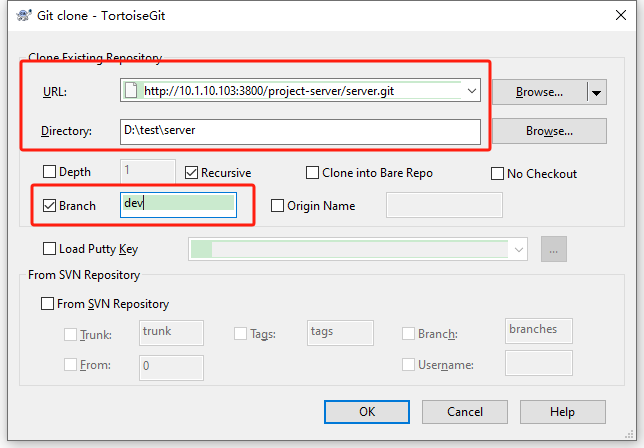 Git clone - TortoiseGit
Clone Existing Repository
URL: http://10.1.10.103:3800/project-server/server.git Browse...
Directory: D:\test\server Browse...
Depth 1 Recursive Clone into Bare Repo No Checkout
Branch dev Origin Name
Load Putty Key ...
From SVN Repository
From SVN Repository
Trunk: trunk Tags: tags Branch: branches
From: 0 Username:
OK Cancel Help